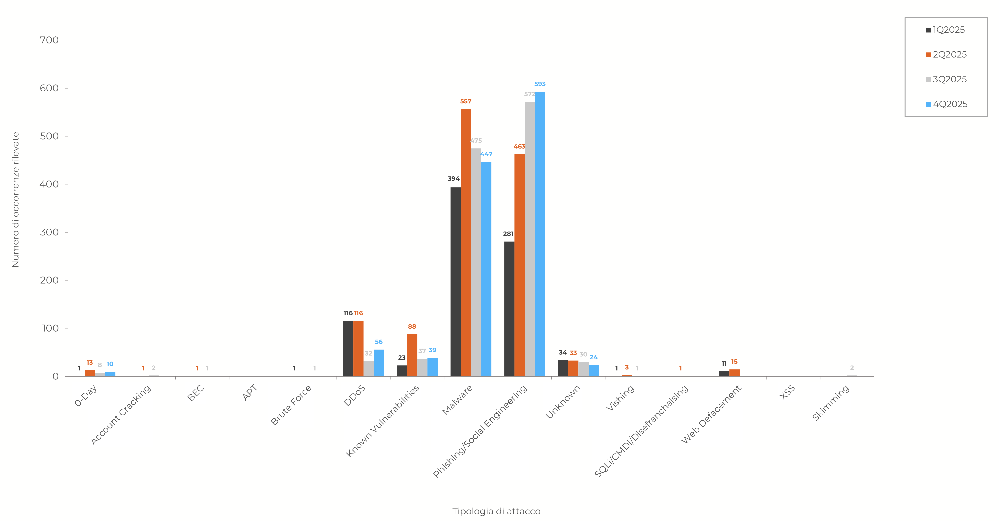 1Q2025
2Q2025
3Q2025
4Q2025
Numero di occorrenze rilevate
700
600
500
400
300
200
100
0
1 13 8 10
1 2
1 1
1 1
116 116 32 56
23 88 37 39
394 557 475 447
281 463 572 593
34 33 30 24
1 3 1
1
11 15
2
0-Day
Account Cracking
BEC
APT
Brute Force
DDoS
Known Vulnerabilities
Malware
Phishing/Social Engineering
Unknown
Vishing
SQLi/CMDi/Disefranchaising
Web Defacement
XSS
Skimming
Tipologia di attacco